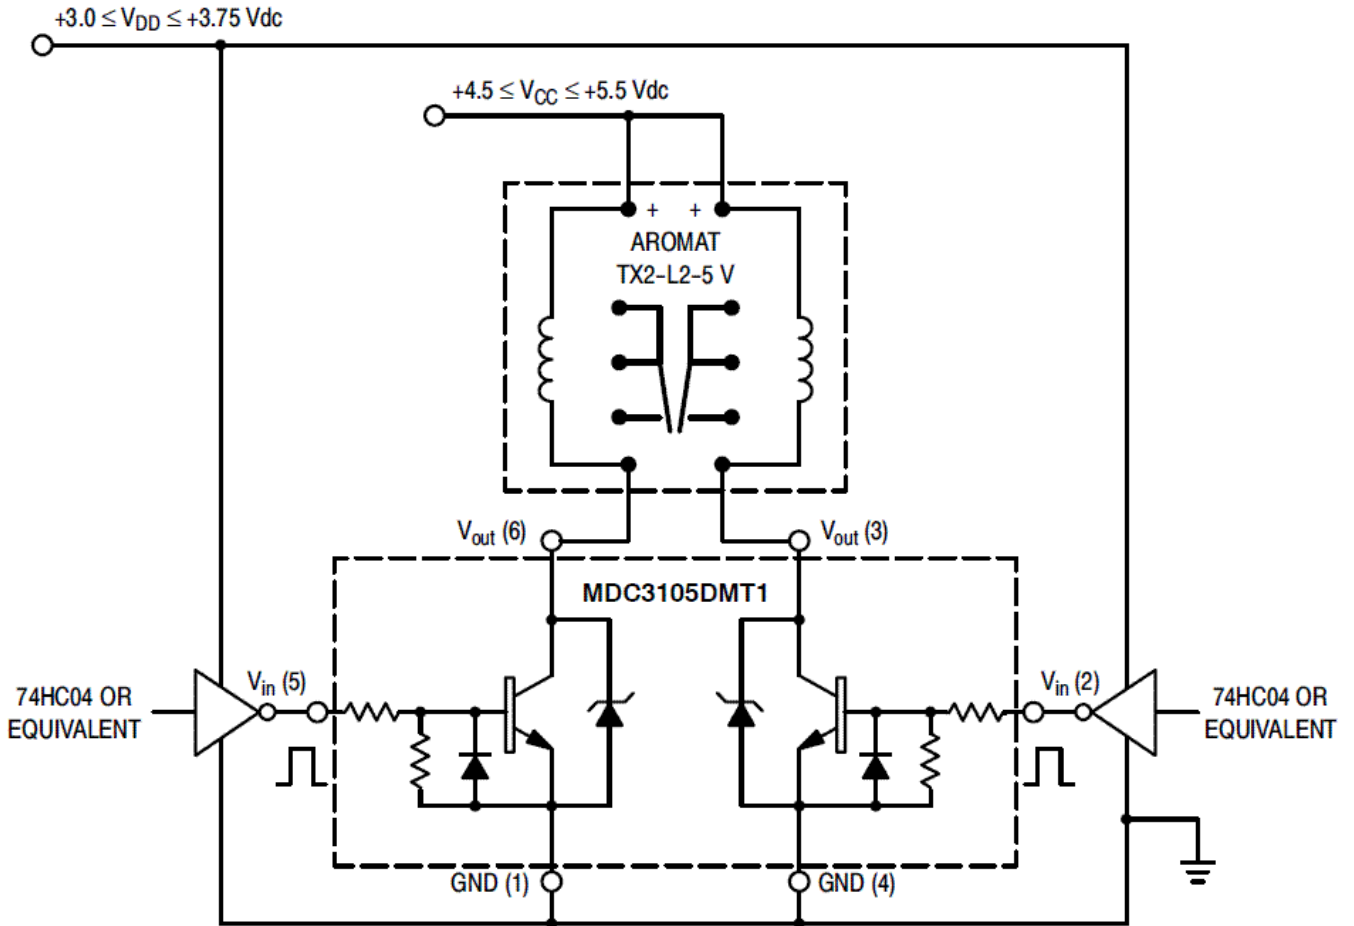 +3.0 ≤ VDD ≤ +3.75 Vdc
+4.5 ≤ VCC ≤ +5.5 Vdc
+ +
AROMAT
TX2-L2-5 V
Vout (6)
Vout (3)
MDC3105DMT1
74HC04 OR
EQUIVALENT
Vin (5)
Vin (2)
74HC04 OR
EQUIVALENT
GND (1)
GND (4)